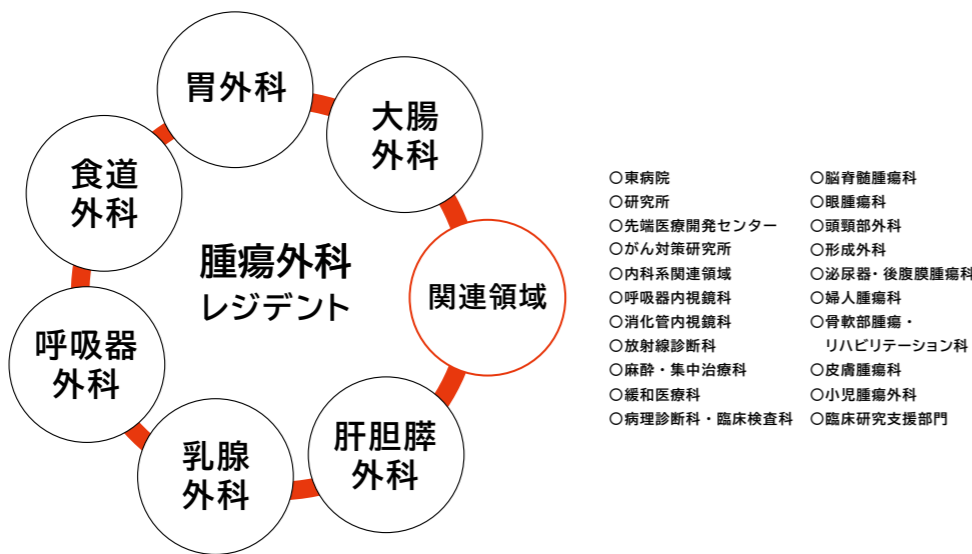 胃外科
大腸
外科
食道
外科
腫瘍外科
レジデント
関連領域
呼吸器
外科
乳腺
外科
肝胆膵
外科
○東病院
○研究所
○先端医療開発センター
○がん対策研究所
○内科系関連領域
○呼吸器内視鏡科
○消化管内視鏡科
○放射線診断科
○麻酔・集中治療科
○緩和医療科
○病理診断科・臨床検査科
○脳脊髄腫瘍科
○眼腫瘍科
○頭頸部外科
○形成外科
○泌尿器・後腹膜腫瘍科
○婦人腫瘍科
○骨軟部腫瘍・
リハビリテーション科
○皮膚腫瘍科
○小児腫瘍外科
○臨床研究支援部門